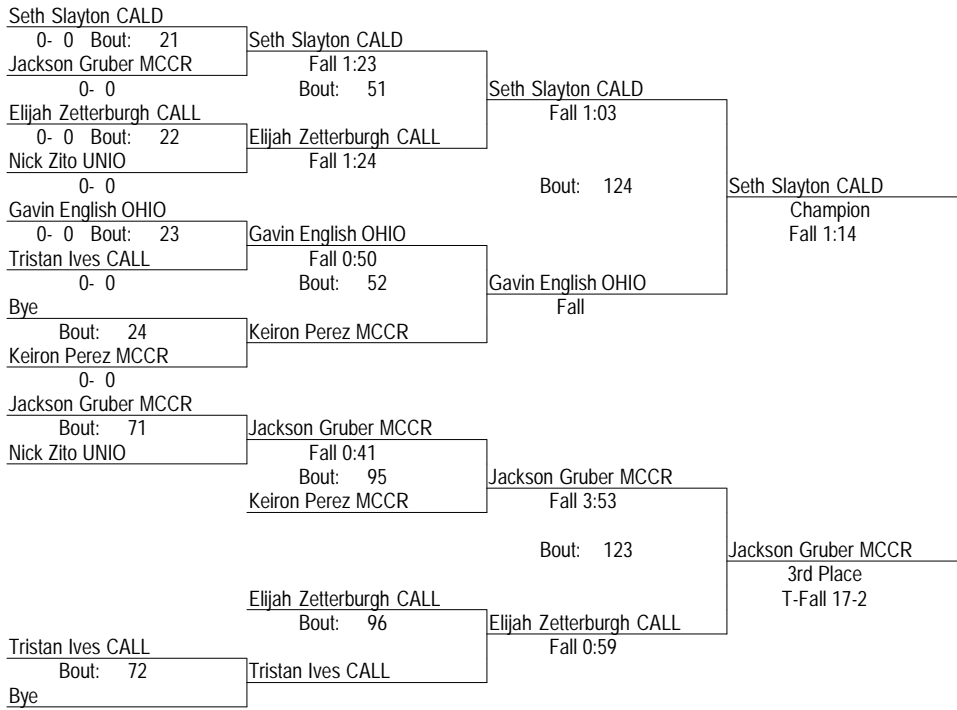 Seth Slayton CALD
0- 0 Bout: 21 Seth Slayton CALD
Jackson Gruber MCCR Fall 1:23
0- 0 Bout: 51 Seth Slayton CALD
Elijah Zetterburgh CALL Fall 1:03
0- 0 Bout: 22 Elijah Zetterburgh CALL
Nick Zito UNIO Fall 1:24
0- 0 Bout: 124 Seth Slayton CALD
Gavin English OHIO Champion
0- 0 Bout: 23 Gavin English OHIO Fall 1:14
Tristan Ives CALL Fall 0:50
0- 0 Bout: 52 Gavin English OHIO
Bye Fall
Bout: 24 Keiron Perez MCCR
Keiron Perez MCCR
0- 0
Jackson Gruber MCCR
Bout: 71 Jackson Gruber MCCR
Nick Zito UNIO Fall 0:41
Bout: 95 Jackson Gruber MCCR
Keiron Perez MCCR Fall 3:53
Bout: 123 Jackson Gruber MCCR
3rd Place
Elijah Zetterburgh CALL T-Fall 17-2
Bout: 96 Elijah Zetterburgh CALL
Tristan Ives CALL Fall 0:59
Bout: 72 Tristan Ives CALL
Bye